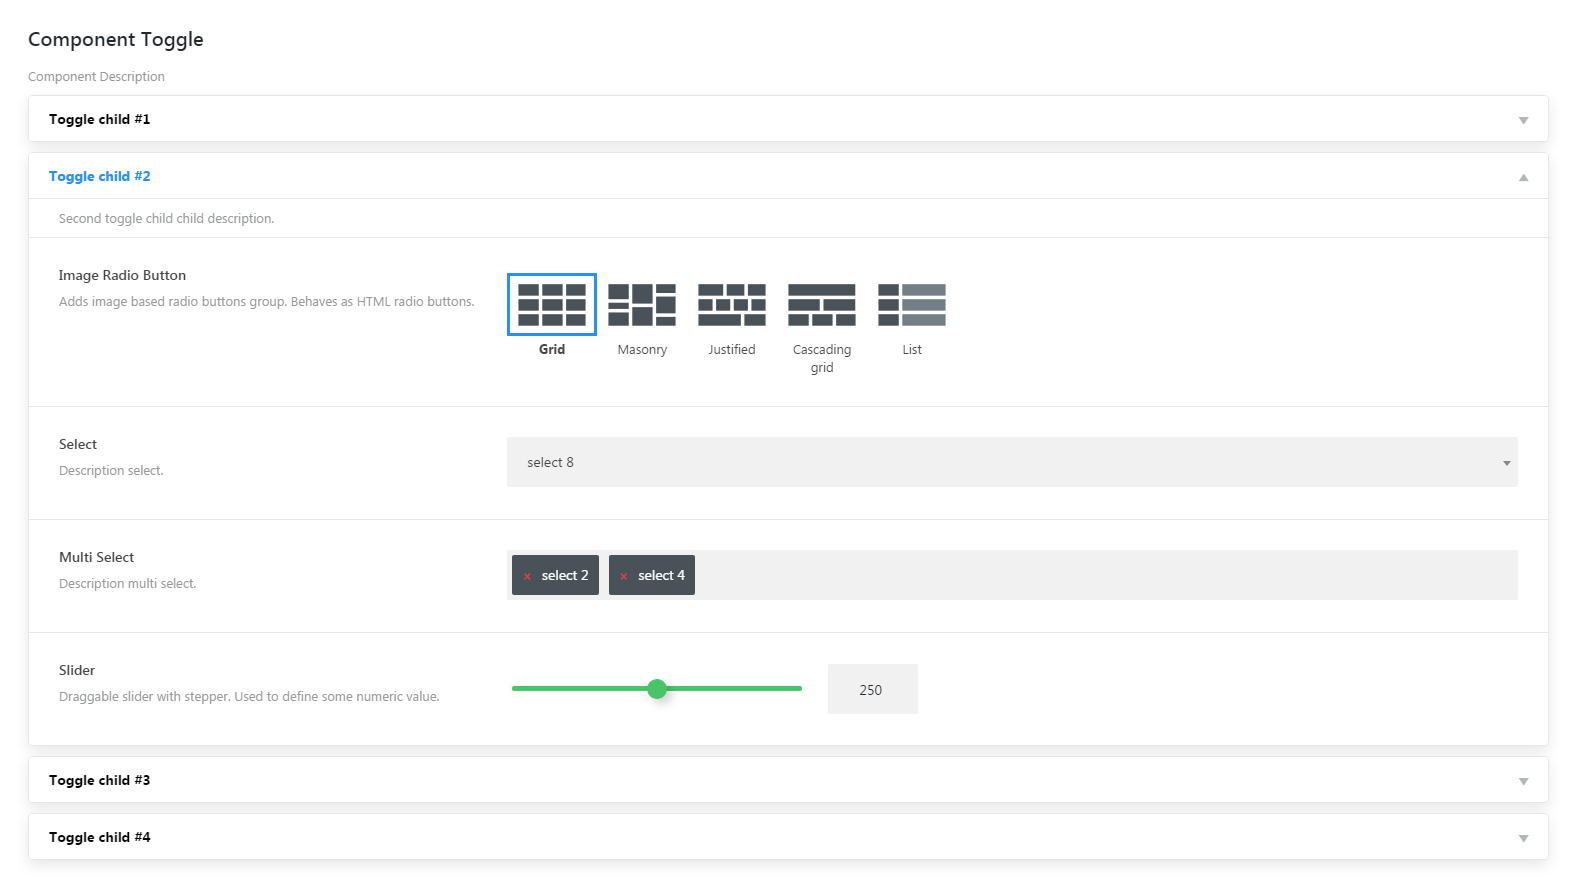 Component Toggle
Component Description
Toggle child #1
Toggle child #2
Second toggle child child description.
Image Radio Button
Adds image based radio buttons group. Behaves as HTML radio buttons.
Grid
Masonry
Justified
Cascading
grid
List
Select
Description select.
select 8
Multi Select
Description multi select.
× select 2
× select 4
Slider
Draggable slider with stepper. Used to define some numeric value.
250
Toggle child #3
Toggle child #4